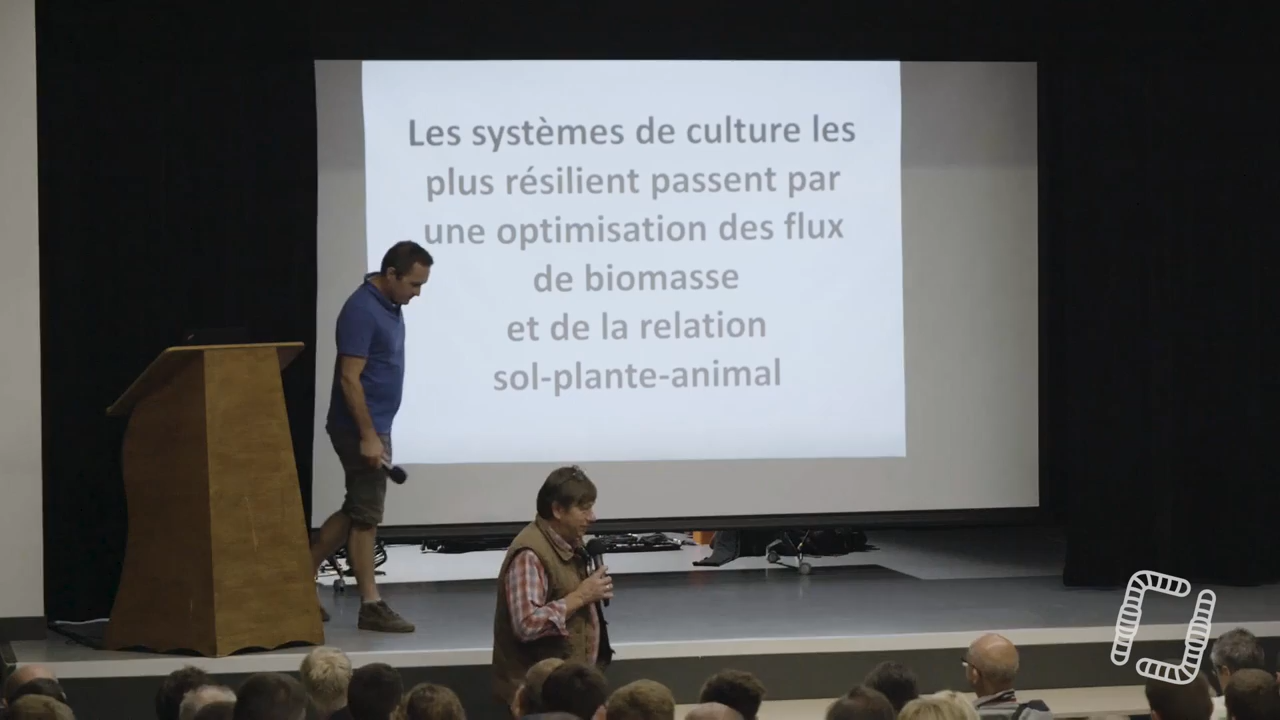 Les systèmes de culture les
plus résilient passent par
une optimisation des flux
de biomasse
et de la relation
sol-plante-animal